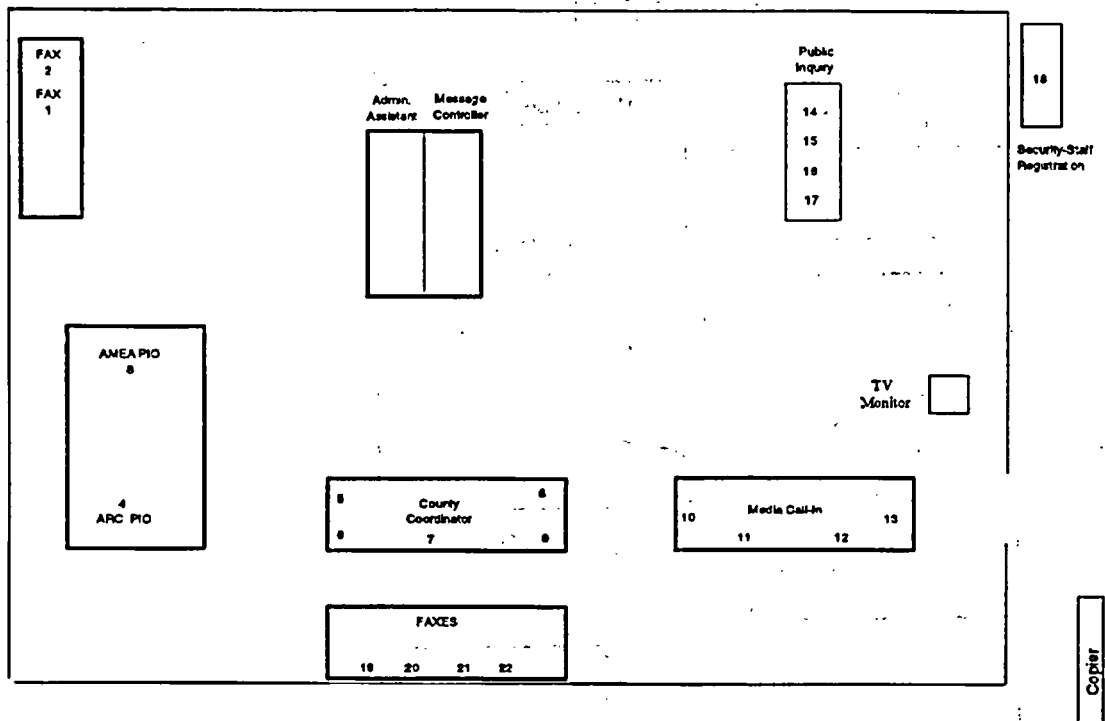 FAX
2
FAX
1
Admin.
Assistant
Message
Controller
Public
Inquiry
14
15
16
17
18
Security-Staff
Registration
AMEA PIO
8
4
ARC PIO
TV
Monitor
5
6
County
Coordinator
7
9
Media Call-In
10
11
12
13
FAXES
19
20
21
22
Copier